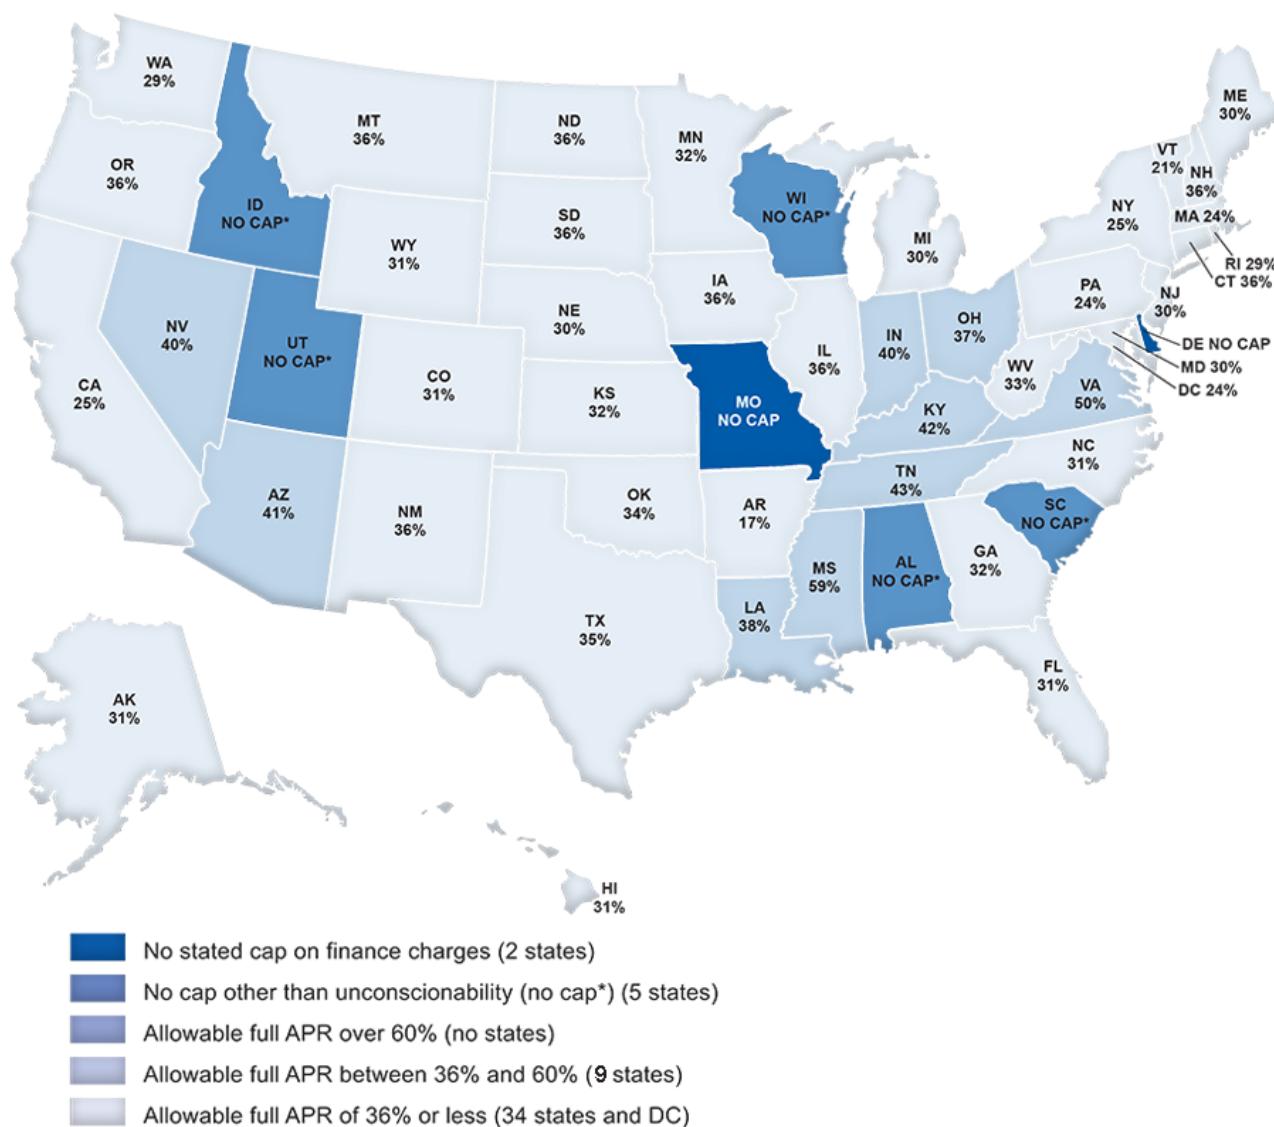 WA
29%
OR
36%
CA
25%
ID
NO CAP*
NV
40%
UT
NO CAP*
AZ
41%
MT
36%
WY
31%
CO
31%
NM
36%
ND
36%
SD
36%
NE
30%
KS
32%
OK
34%
TX
35%
MN
32%
IA
36%
MO
NO CAP
AR
17%
LA
38%
WI
NO CAP*
IL
36%
MI
30%
IN
40%
OH
37%
KY
42%
TN
43%
MS
59%
AL
NO CAP*
GA
32%
FL
31%
SC
NO CAP*
NC
31%
VA
50%
WV
33%
PA
24%
NY
25%
VT
21%
NH
36%
ME
30%
MA 24%
RI 29%
CT 36%
NJ
30%
DE NO CAP
MD 30%
DC 24%
AK
31%
HI
31%
No stated cap on finance charges (2 states)
No cap other than unconscionability (no cap*) (5 states)
Allowable full APR over 60% (no states)
Allowable full APR between 36% and 60% (9 states)
Allowable full APR of 36% or less (34 states and DC)